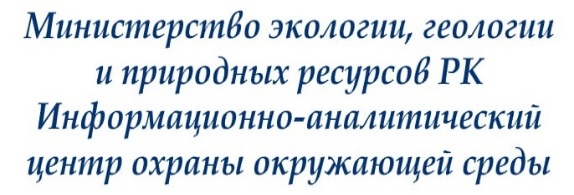 Министерство экологии, геологии
и природных ресурсов РК
Информационно-аналитический
центр охраны окружающей среды